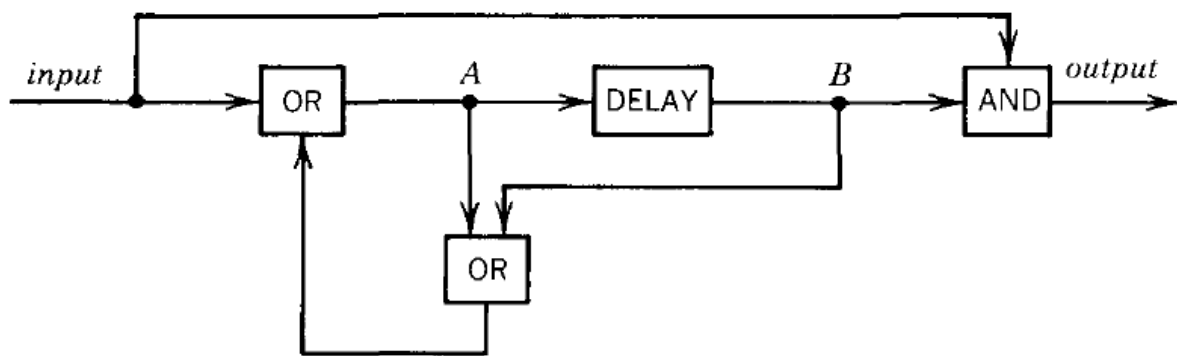 input
OR
A
DELAY
B
AND
output
OR